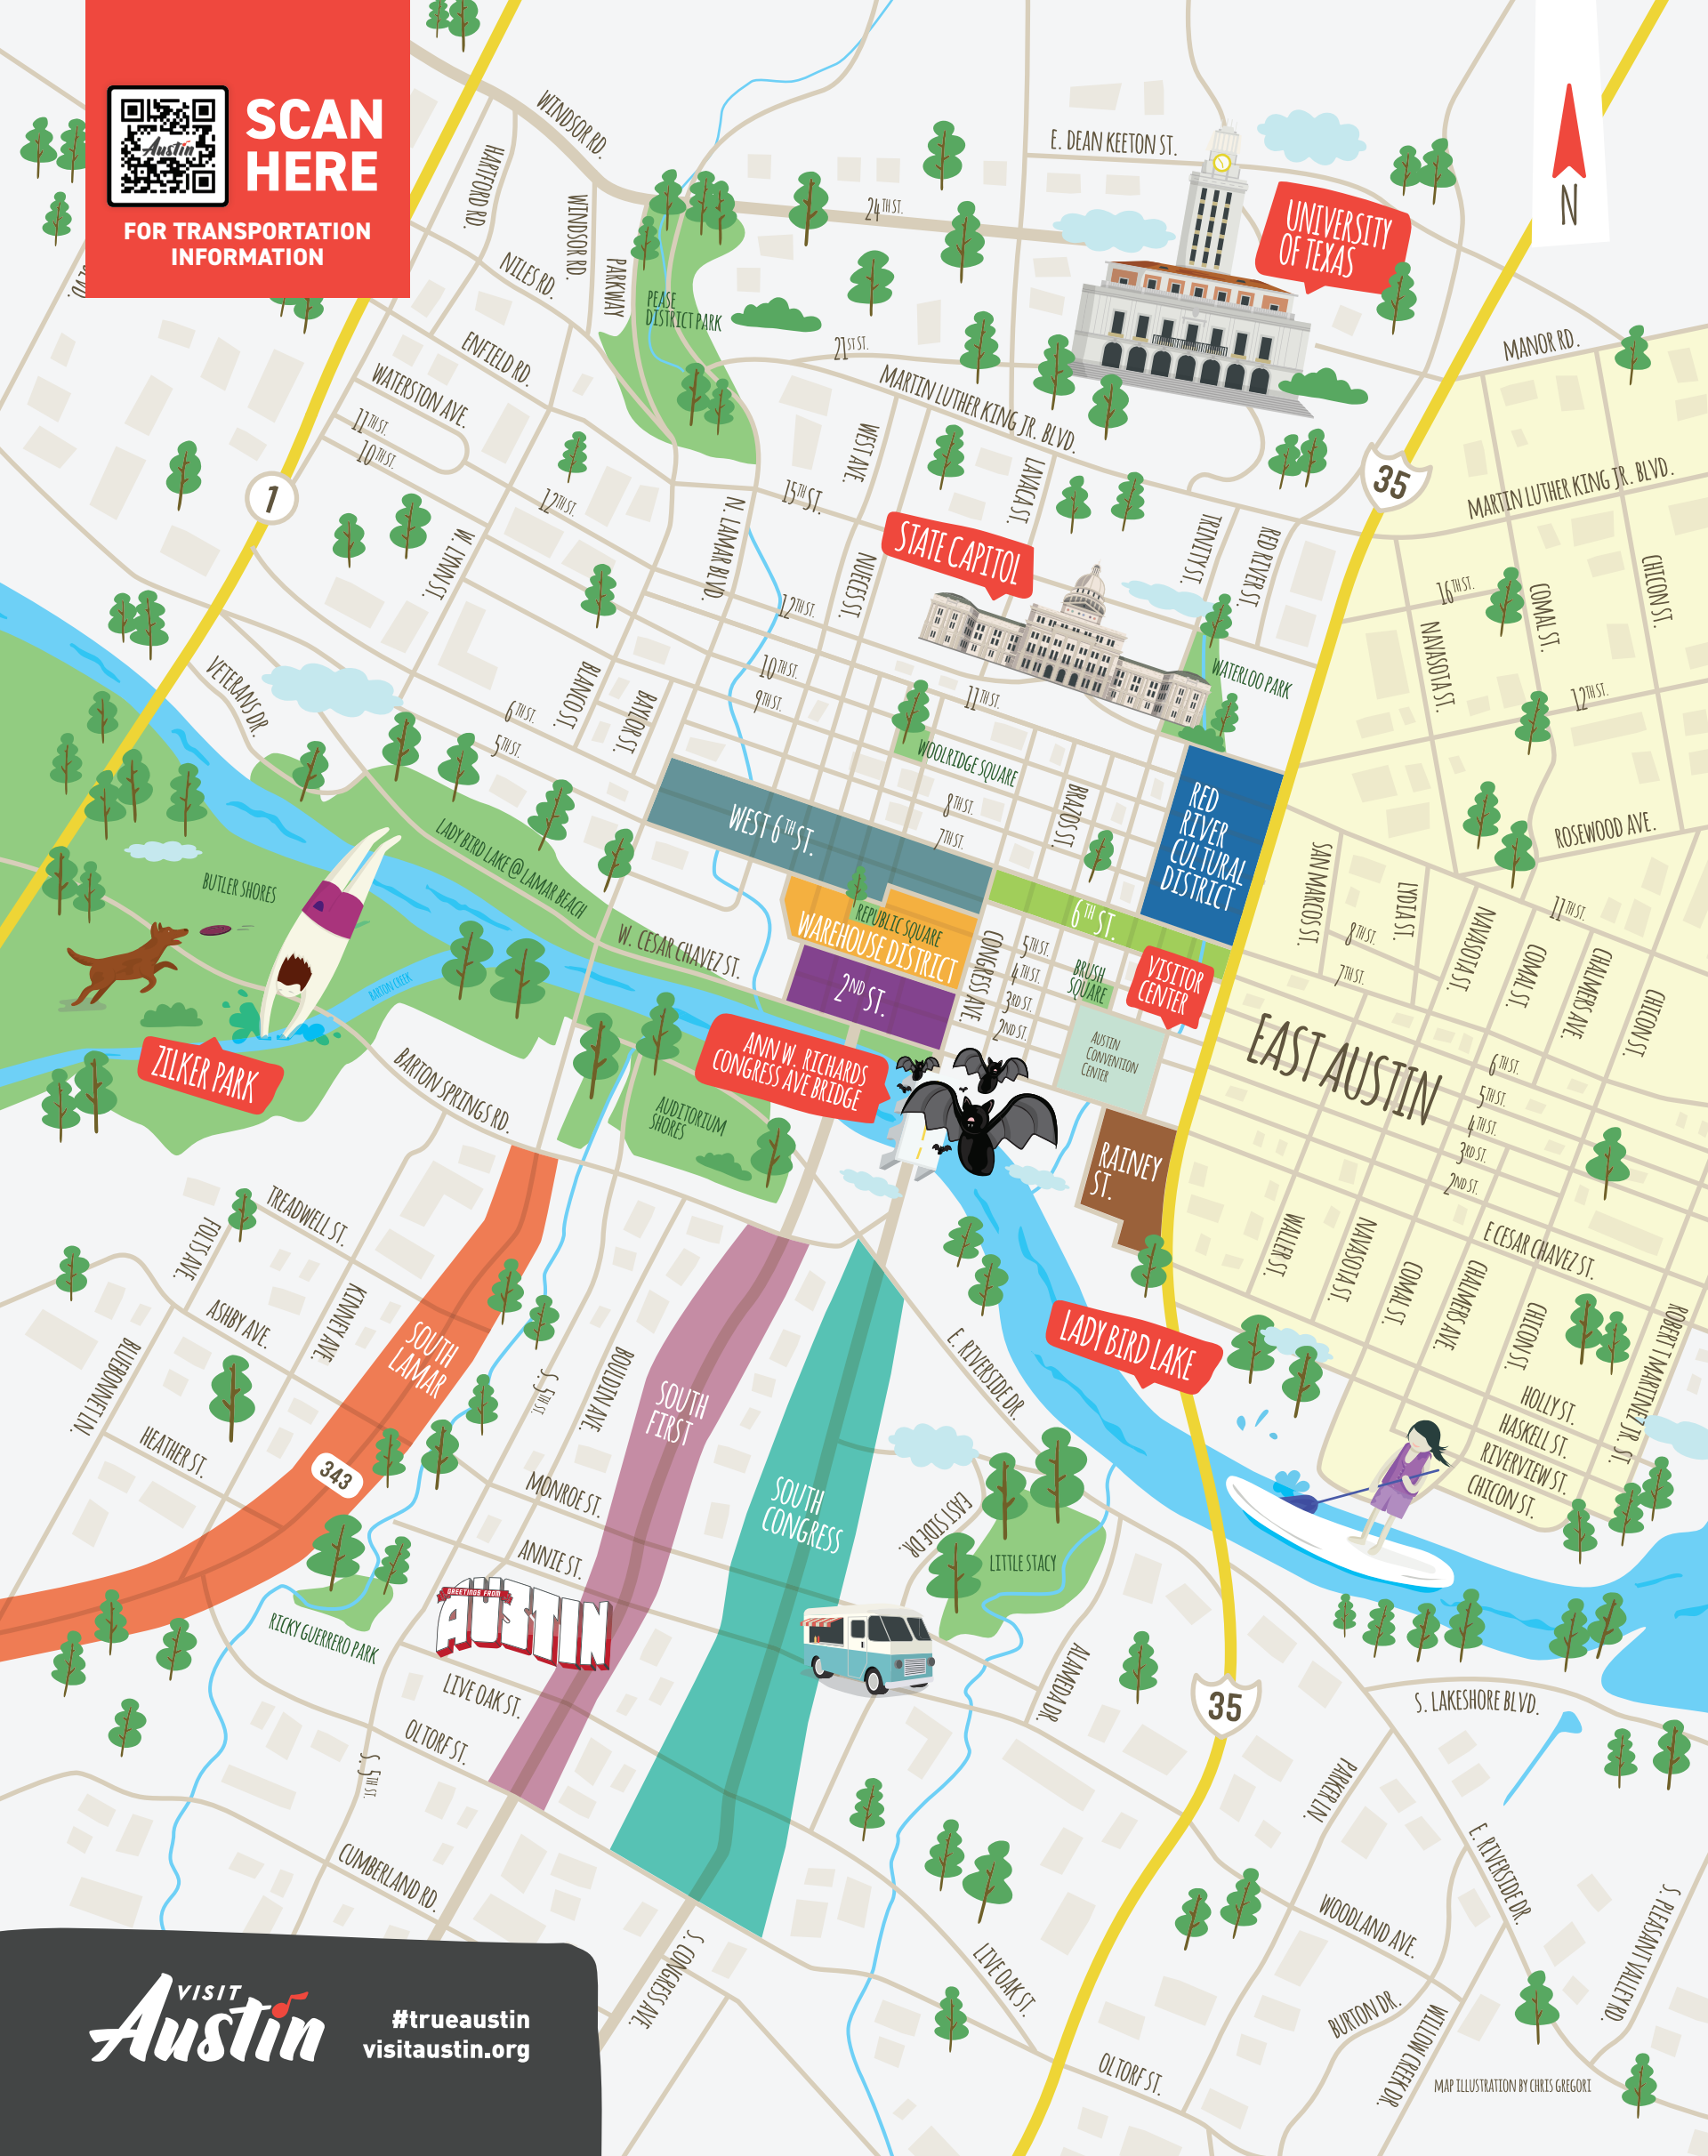 SCAN
HERE
FOR TRANSPORTATION
INFORMATION
Austin
N
WINDSOR RD.
HARTFORD RD.
WINDSOR RD.
NILES RD.
PARKWAY
PEASE
DISTRICT PARK
24TH ST.
E. DEAN KEETON ST.
UNIVERSITY
OF TEXAS
21ST ST.
MARTIN LUTHER KING JR. BLVD.
ENFIELD RD.
WATERSTON AVE.
11TH ST.
10TH ST.
12TH ST.
1
W. LYNN ST.
WEST AVE.
15TH ST.
N. LAMAR BLVD.
NUECES ST.
LAVACA ST.
STATE CAPITOL
TRINITY ST.
RED RIVER ST.
35
MANOR RD.
MARTIN LUTHER KING JR. BLVD.
CHICON ST.
16TH ST.
COMAL ST.
NAVASOTA ST.
12TH ST.
ROSEWOOD AVE.
12TH ST.
10TH ST.
9TH ST.
11TH ST.
WATERLOO PARK
WOOLRIDGE SQUARE
8TH ST.
7TH ST.
BRAZOS ST.
RED
RIVER
CULTURAL
DISTRICT
VETERANS DR.
6TH ST.
5TH ST.
BLANCO ST.
BAYLOR ST.
WEST 6TH ST.
6TH ST.
REPUBLIC SQUARE
WAREHOUSE DISTRICT
2ND ST.
CONGRESS AVE.
5TH ST.
4TH ST.
3RD ST.
2ND ST.
BRUSH
SQUARE
VISITOR
CENTER
AUSTIN
CONVENTION
CENTER
LADY BIRD LAKE @ LAMAR BEACH
W. CESAR CHAVEZ ST.
BUTLER SHORES
BARTON CREEK
ZILKER PARK
BARTON SPRINGS RD.
ANN W. RICHARDS
CONGRESS AVE BRIDGE
AUDITORIUM
SHORES
RAINEY
ST.
SAN MARCOS ST.
LYDIA ST.
8TH ST.
7TH ST.
NAVASOTA ST.
COMAL ST.
11TH ST.
CHALMERS AVE
CHICON ST.
EAST AUSTIN
6TH ST.
5TH ST.
4TH ST.
3RD ST.
2ND ST.
E CESAR CHAVEZ ST.
WALLER ST.
NAVASOTA ST.
COMAL ST.
CHALMERS AVE.
CHICON ST.
ROBERT T MARTINEZ JR. ST.
HOLLY ST.
HASKELL ST.
RIVERVIEW ST.
CHICON ST.
LADY BIRD LAKE
TREADWELL ST.
FOLTS AVE.
ASHBY AVE.
KINNEY AVE.
BLUEBONNET LN.
HEATHER ST.
SOUTH
LAMAR
343
S. 5TH ST.
BOULDIN AVE.
SOUTH
FIRST
E. RIVERSIDE DR.
MONROE ST.
ANNIE ST.
SOUTH
CONGRESS
EAST SIDE DR.
LITTLE STACY
RICKY GUERRERO PARK
GREETINGS FROM
AUSTIN
LIVE OAK ST.
OLTORF ST.
S. 5TH ST.
ALAMEDA DR.
35
S. LAKESHORE BLVD.
PARKER LN.
E. RIVERSIDE DR.
CUMBERLAND RD.
S. CONGRESS AVE.
LIVE OAK ST.
WOODLAND AVE.
S. PLEASANT VALLEY RD
BURTON DR.
WILLOW CREEK DR.
OLTORF ST.
MAP ILLUSTRATION BY CHRIS GREGORI
VISIT
Austin
#trueaustin
visitaustin.org